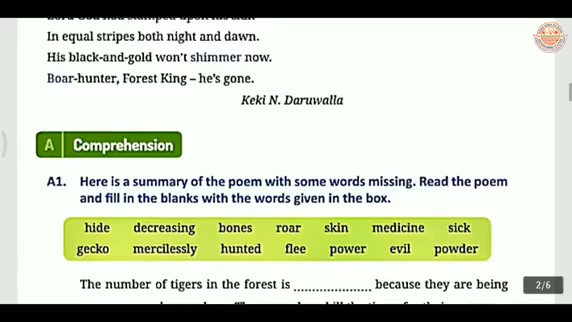 In equal stripes both night and dawn.
His black-and-gold won't shimmer now.
Boar-hunter, Forest King – he's gone.
Keki N. Daruwalla
A Comprehension
A1. Here is a summary of the poem with some words missing. Read the poem
and fill in the blanks with the words given in the box.
hide decreasing bones roar skin medicine sick
gecko mercilessly hunted flee power evil powder
The number of tigers in the forest is ..................... because they are being
2/6